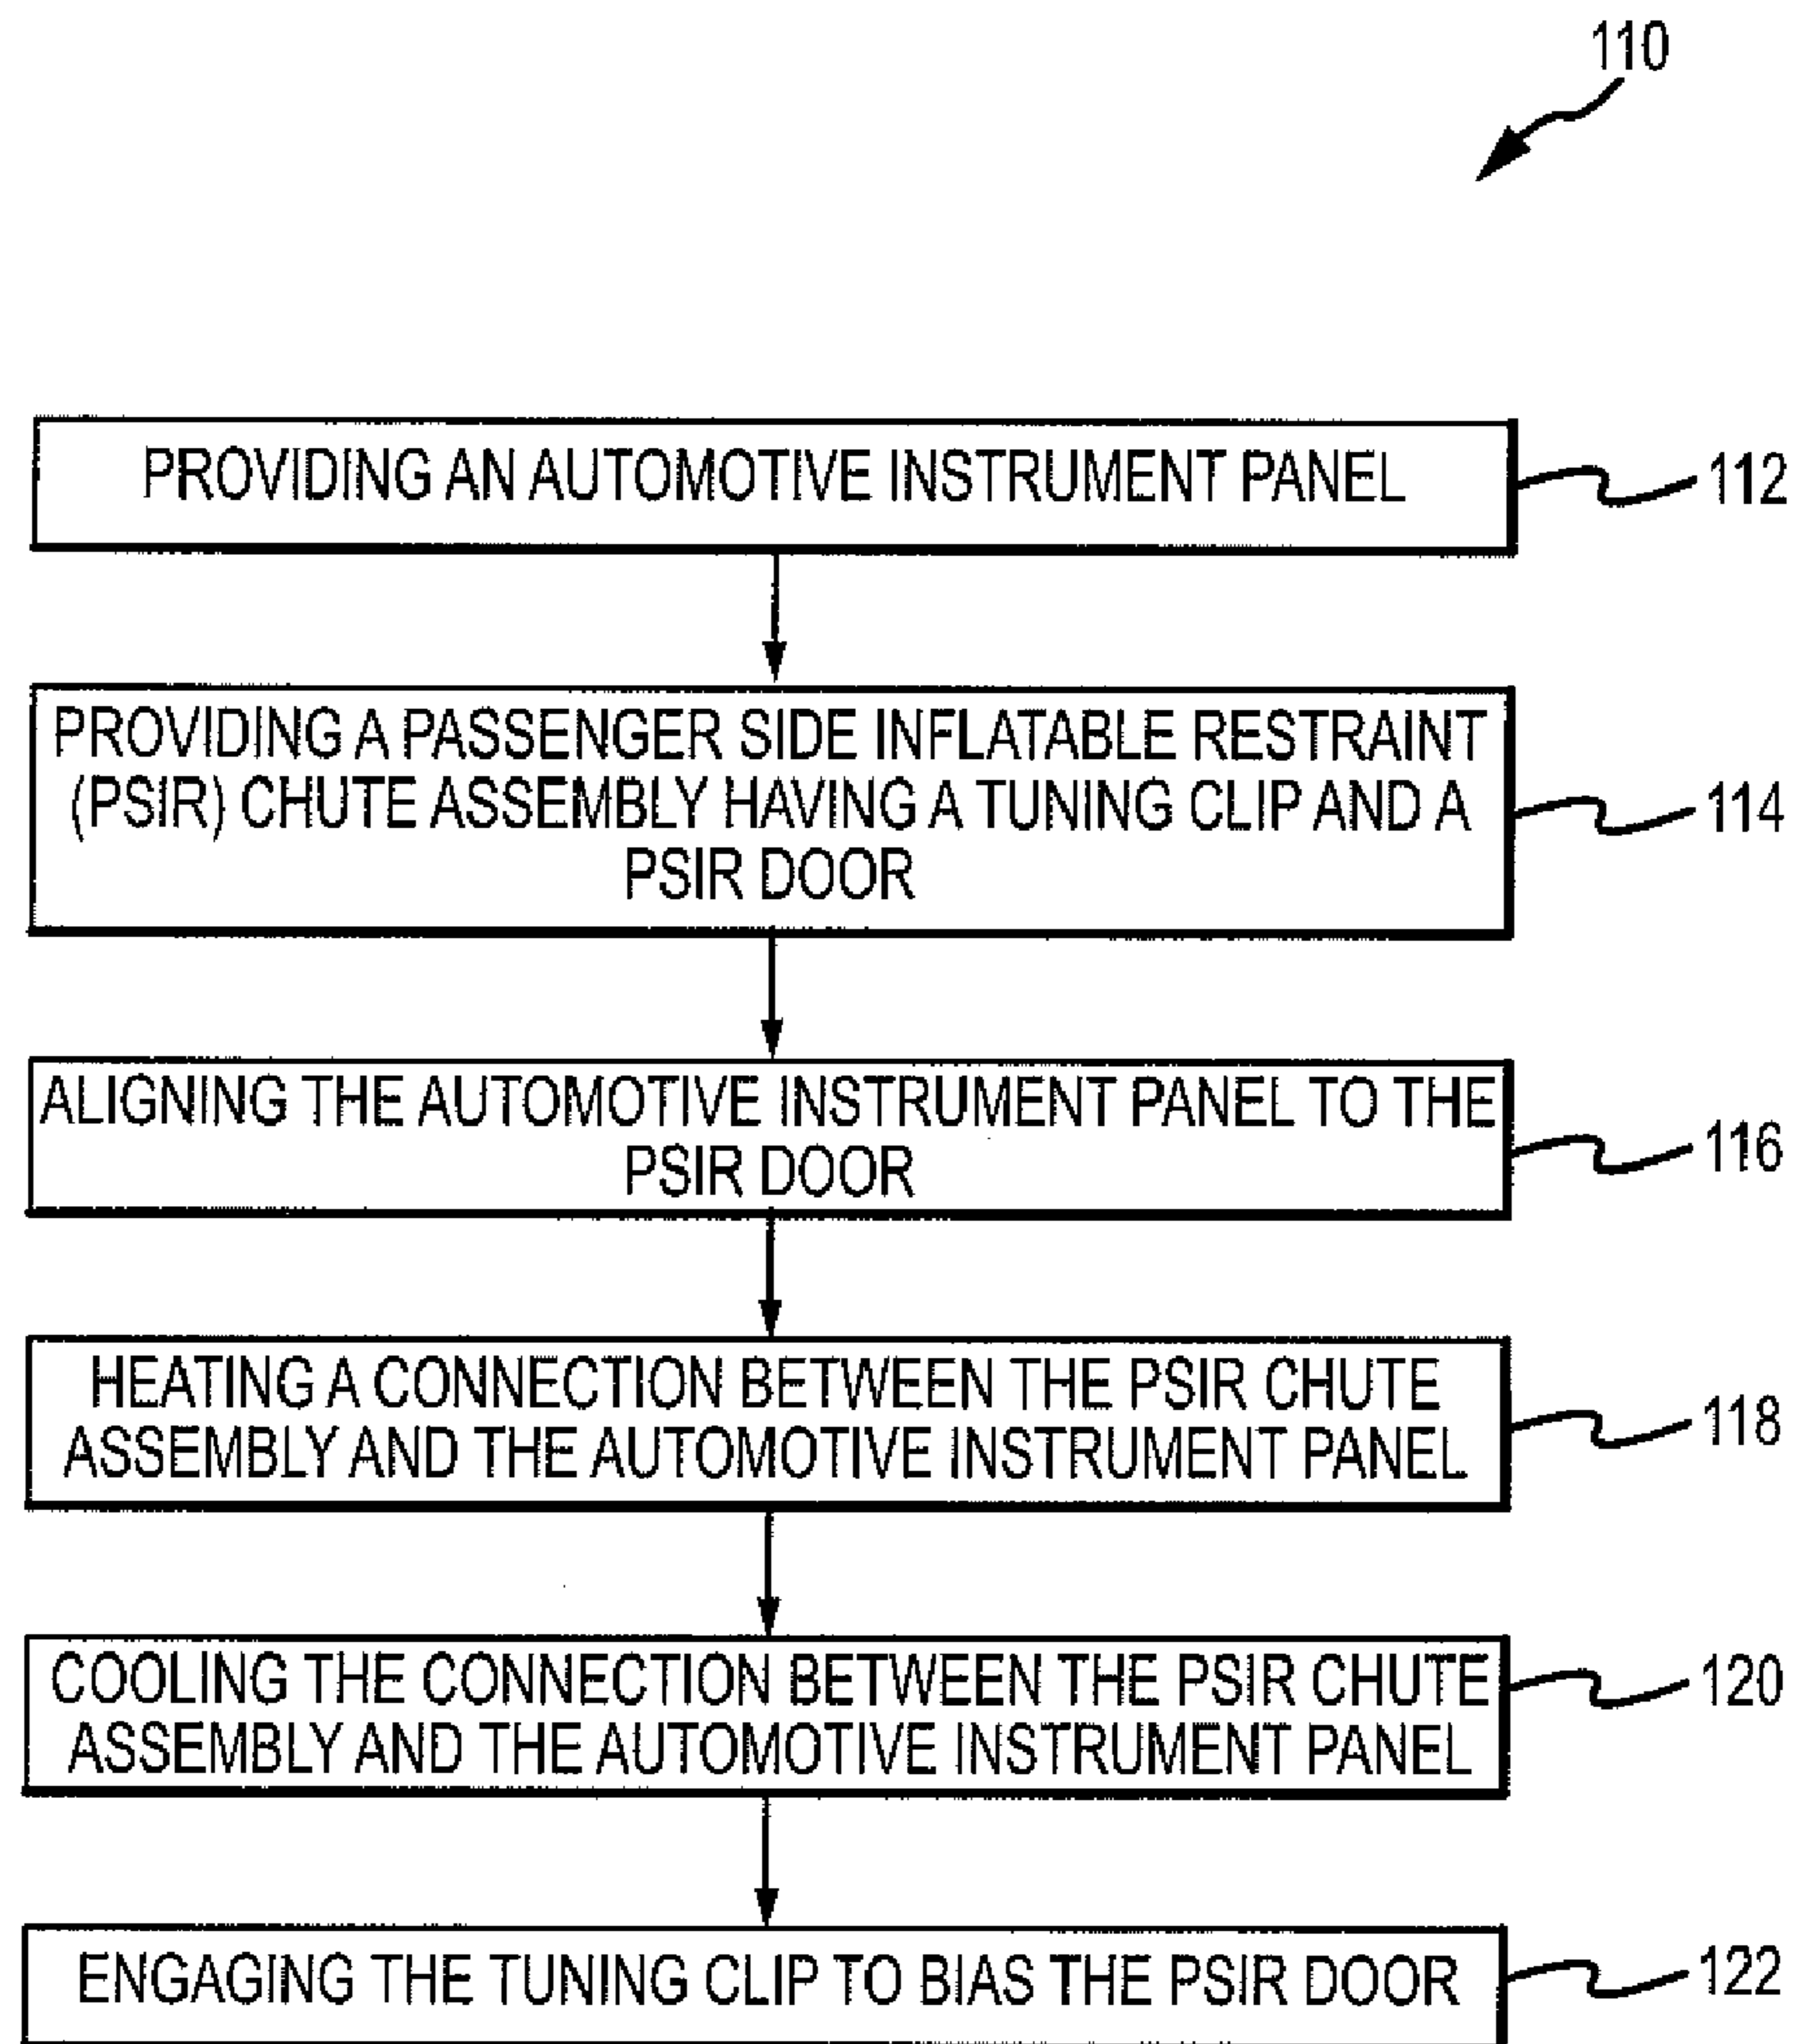 110
PROVIDING AN AUTOMOTIVE INSTRUMENT PANEL
112
PROVIDING A PASSENGER SIDE INFLATABLE RESTRAINT
(PSIR) CHUTE ASSEMBLY HAVING A TUNING CLIP AND A
PSIR DOOR
114
ALIGNING THE AUTOMOTIVE INSTRUMENT PANEL TO THE
PSIR DOOR
116
HEATING A CONNECTION BETWEEN THE PSIR CHUTE
ASSEMBLY AND THE AUTOMOTIVE INSTRUMENT PANEL
118
COOLING THE CONNECTION BETWEEN THE PSIR CHUTE
ASSEMBLY AND THE AUTOMOTIVE INSTRUMENT PANEL
120
ENGAGING THE TUNING CLIP TO BIAS THE PSIR DOOR
122